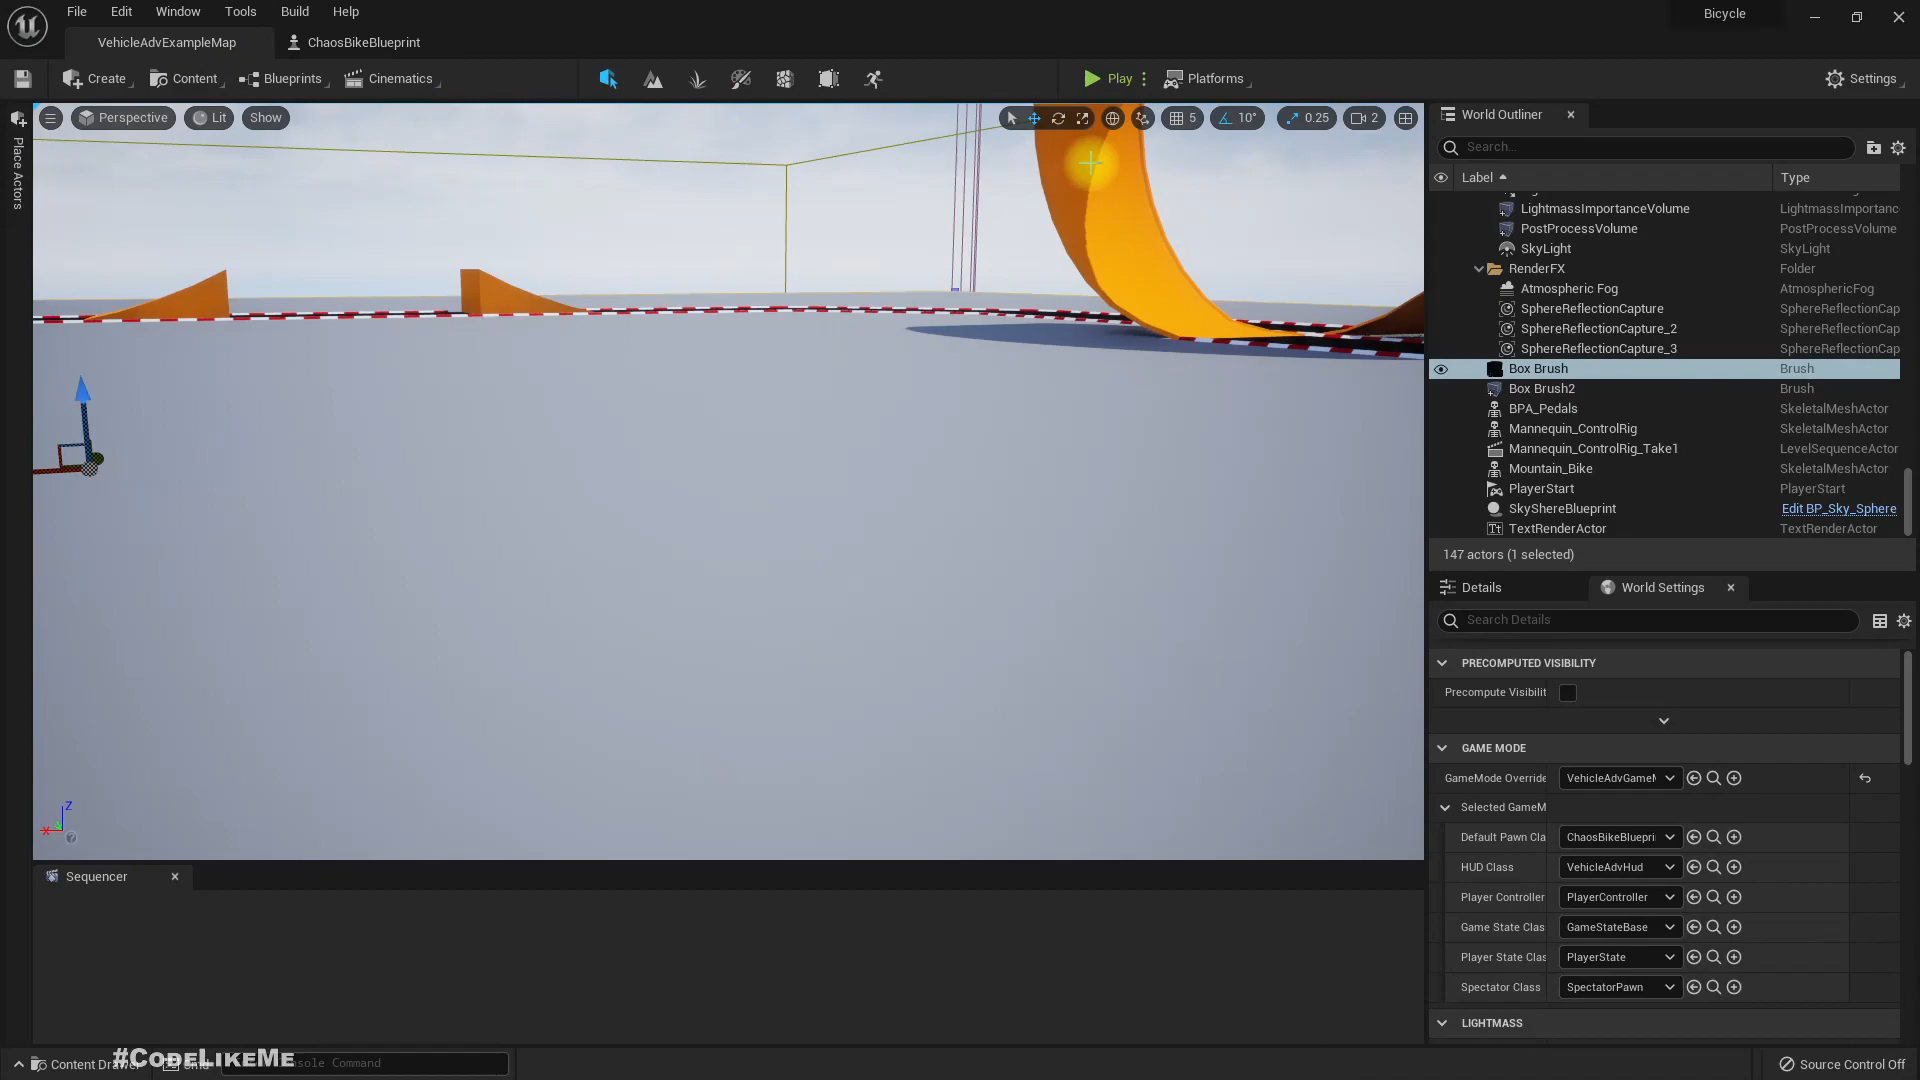 File Edit Window Tools Build Help
Bicycle
VehicleAdvExampleMap ChaosBikeBlueprint
Create Content Blueprints Cinematics Play Platforms Settings
Place Actors
Perspective Lit Show 5 10° 0.25 2
World Outliner
Search...
Label Type
LightmassImportanceVolume LightmassImportanc
PostProcessVolume PostProcessVolume
SkyLight SkyLight
RenderFX Folder
Atmospheric Fog AtmosphericFog
SphereReflectionCapture SphereReflectionCap
SphereReflectionCapture_2 SphereReflectionCap
SphereReflectionCapture_3 SphereReflectionCap
Box Brush Brush
Box Brush2 Brush
BPA_Pedals SkeletalMeshActor
Mannequin_ControlRig SkeletalMeshActor
Mannequin_ControlRig_Take1 LevelSequenceActor
Mountain_Bike SkeletalMeshActor
PlayerStart PlayerStart
SkyShereBlueprint Edit BP_Sky_Sphere
TextRenderActor TextRenderActor
147 actors (1 selected)
Details World Settings
Search Details
PRECOMPUTED VISIBILITY
Precompute Visibilit
GAME MODE
GameMode Override VehicleAdvGameM
Selected GameM
Default Pawn Cla ChaosBikeBluepri
HUD Class VehicleAdvHud
Player Controller PlayerController
Game State Clas GameStateBase
Player State Clas PlayerState
Spectator Class SpectatorPawn
LIGHTMASS
Z
X
Sequencer
#CodeLikeMe
Content Drawer Console Command
Source Control Off